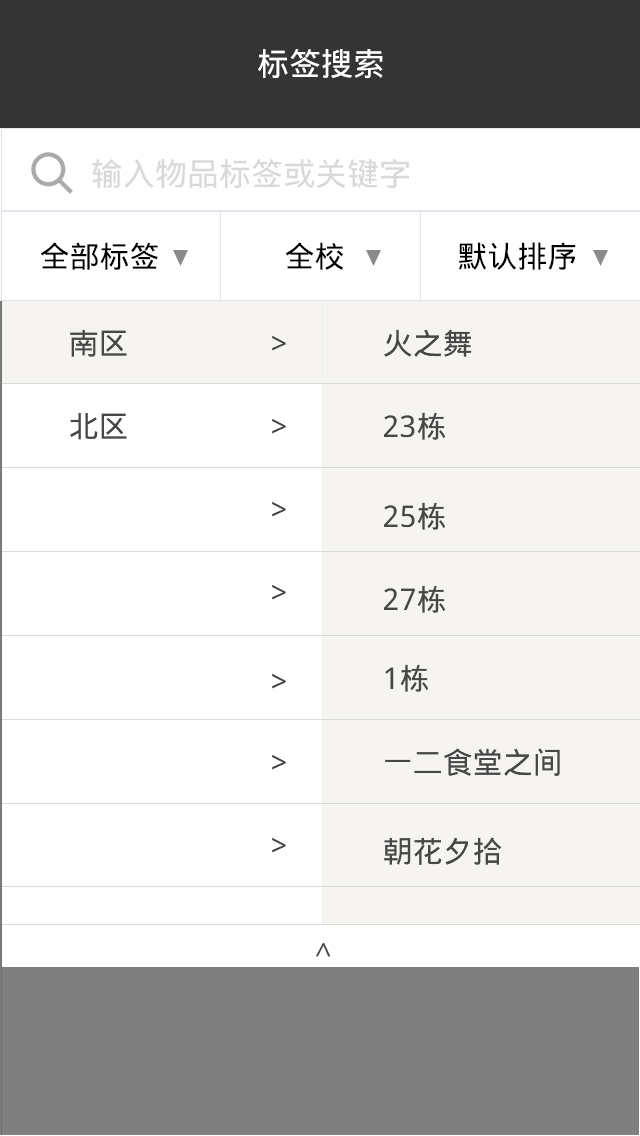 标签搜索
输入物品标签或关键字
全部标签 ▼ 全校 ▼ 默认排序 ▼
南区 > 火之舞
北区 > 23栋
> 25栋
> 27栋
> 1栋
> 一二食堂之间
> 朝花夕拾
^